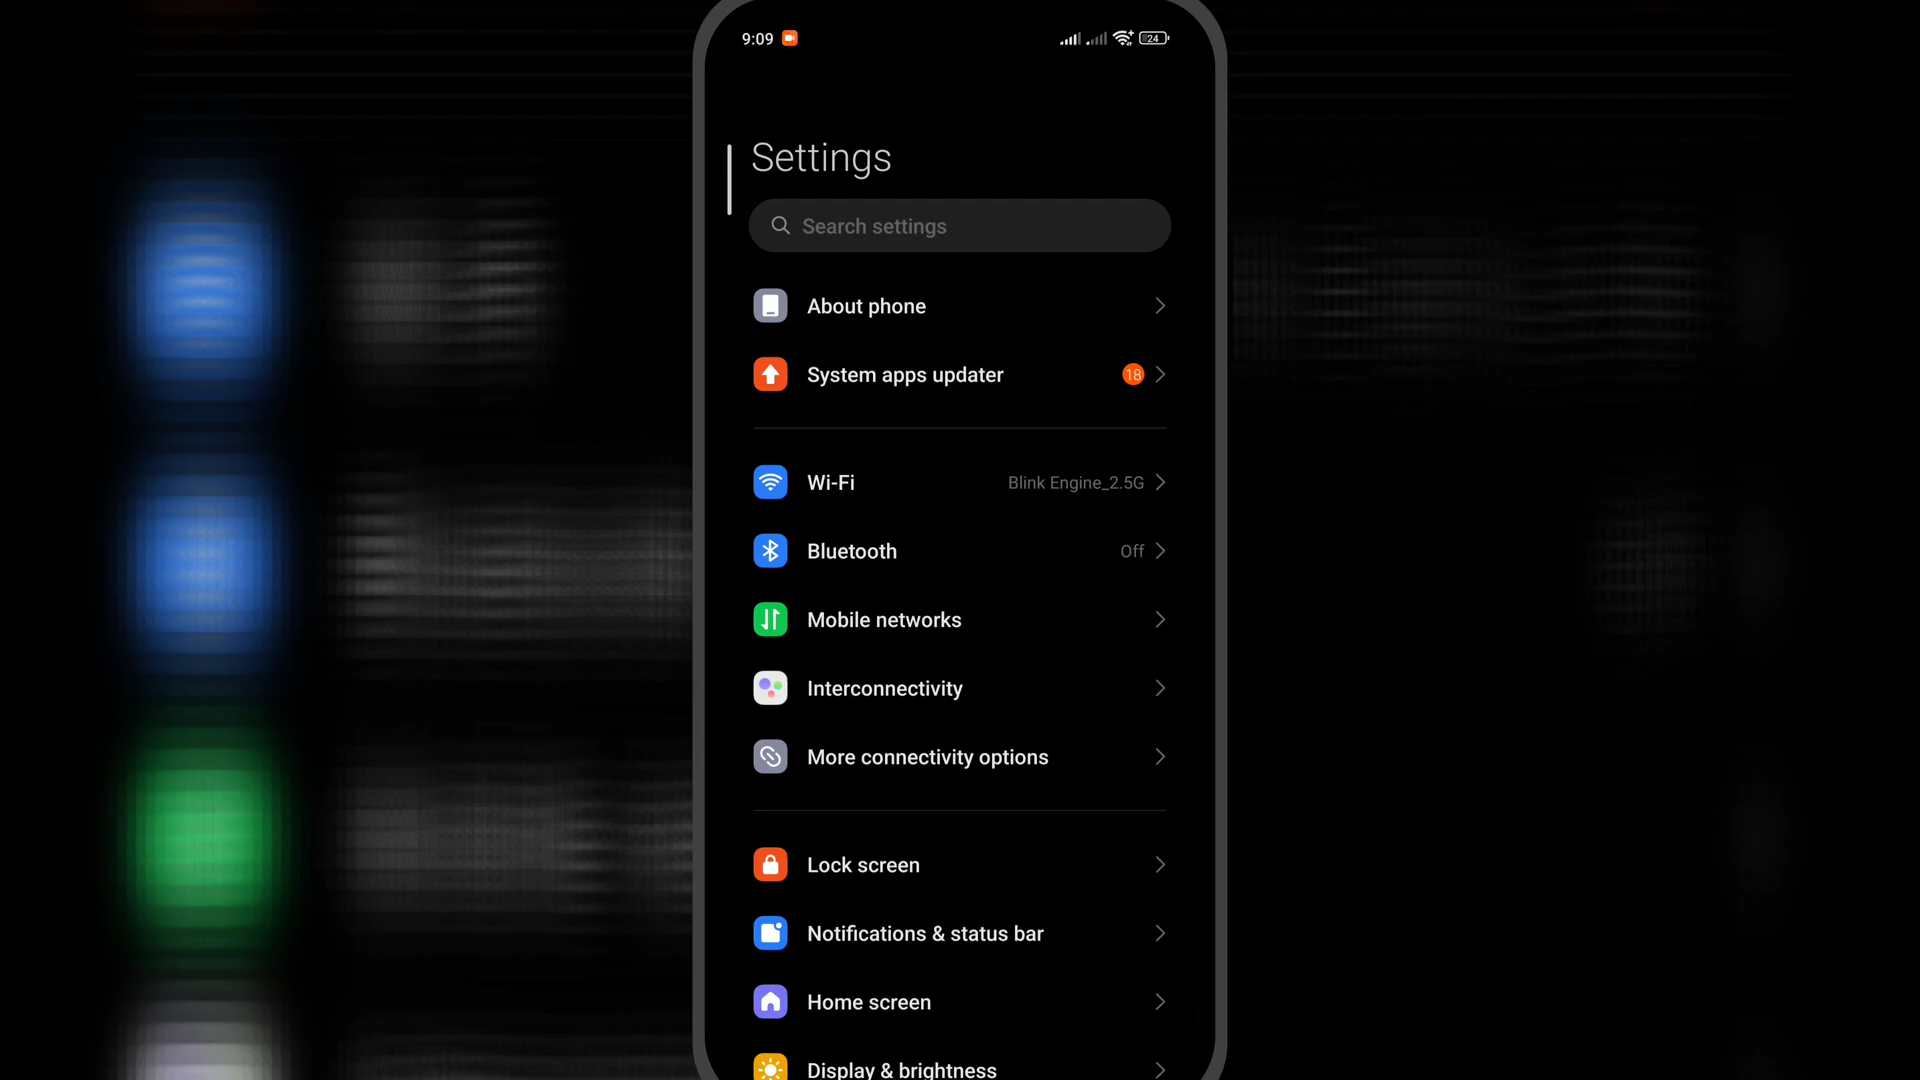 9:09
24
Settings
Search settings
About phone
System apps updater 18
Wi-Fi Blink Engine_2.5G
Bluetooth Off
Mobile networks
Interconnectivity
More connectivity options
Lock screen
Notifications & status bar
Home screen
Display & brightness